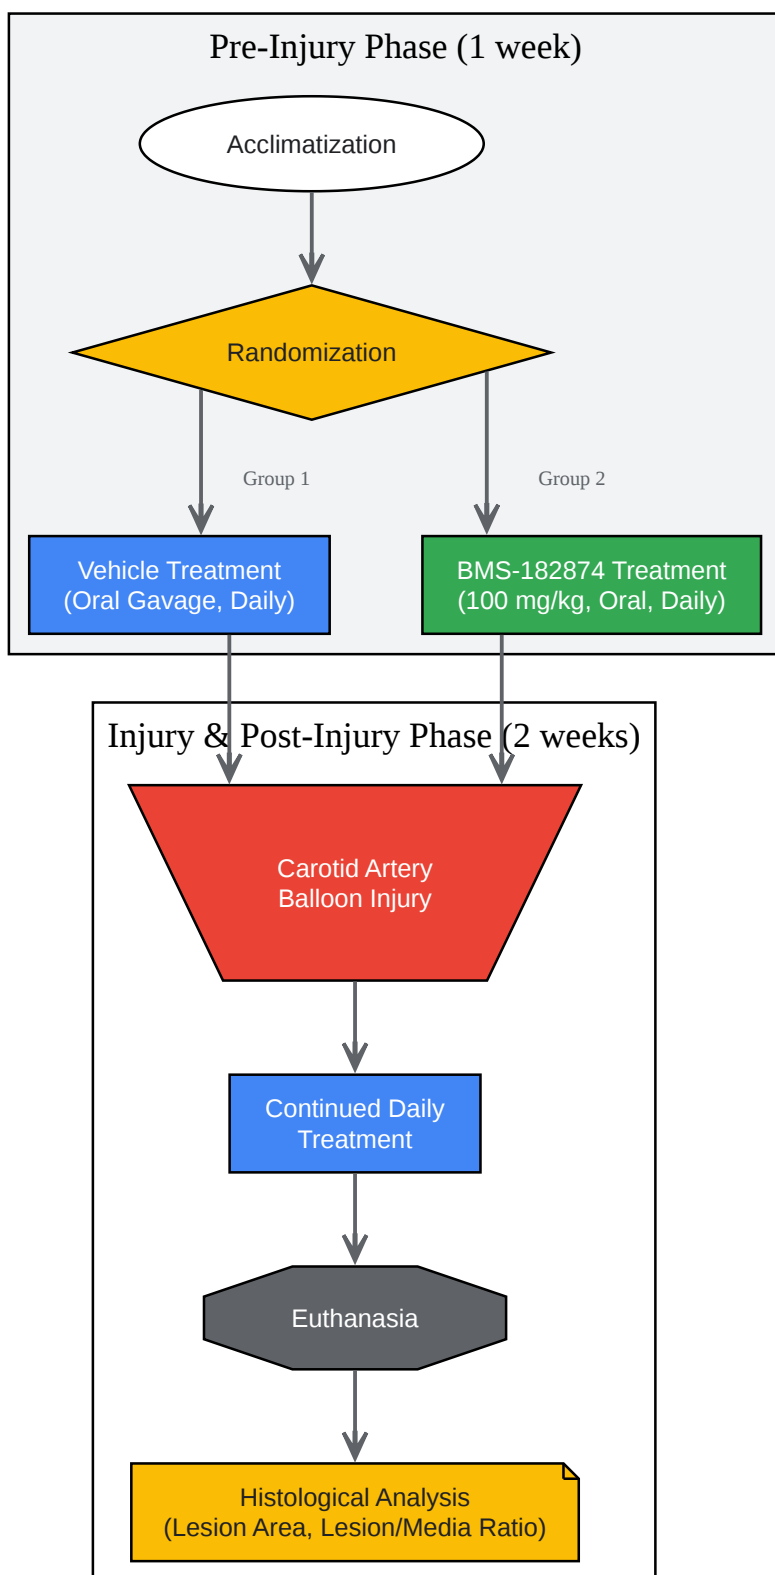 Pre-Injury Phase (1 week)
Acclimatization
Randomization
Group 1
Group 2
Vehicle Treatment
(Oral Gavage, Daily)
BMS-182874 Treatment
(100 mg/kg, Oral, Daily)
Injury & Post-Injury Phase (2 weeks)
Carotid Artery
Balloon Injury
Continued Daily
Treatment
Euthanasia
Histological Analysis
(Lesion Area, Lesion/Media Ratio)